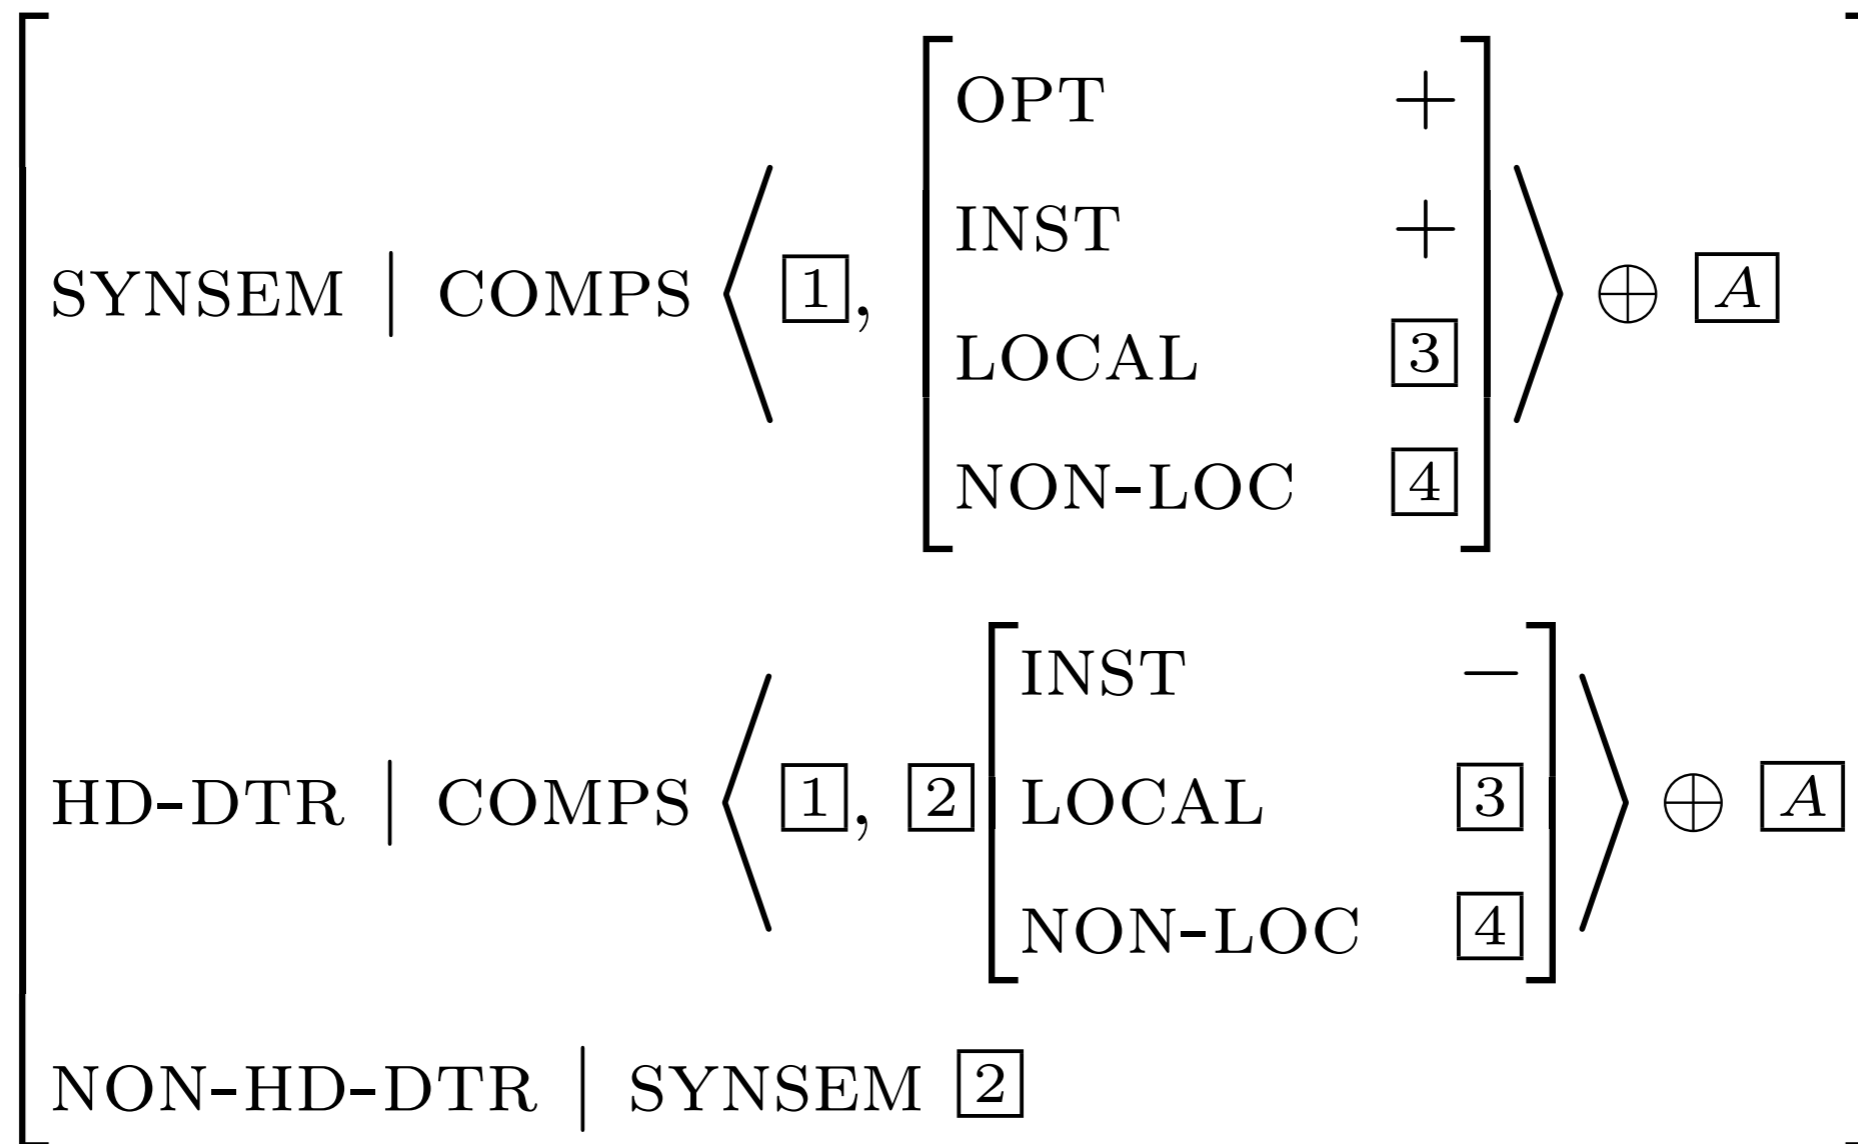 OPT +
INST +
SYNSEM | COMPS ⟨ 1, LOCAL 3 ⟩ ⊕ A
NON-LOC 4
INST −
HD-DTR | COMPS ⟨ 1, 2 LOCAL 3 ⟩ ⊕ A
NON-LOC 4
NON-HD-DTR | SYNSEM 2